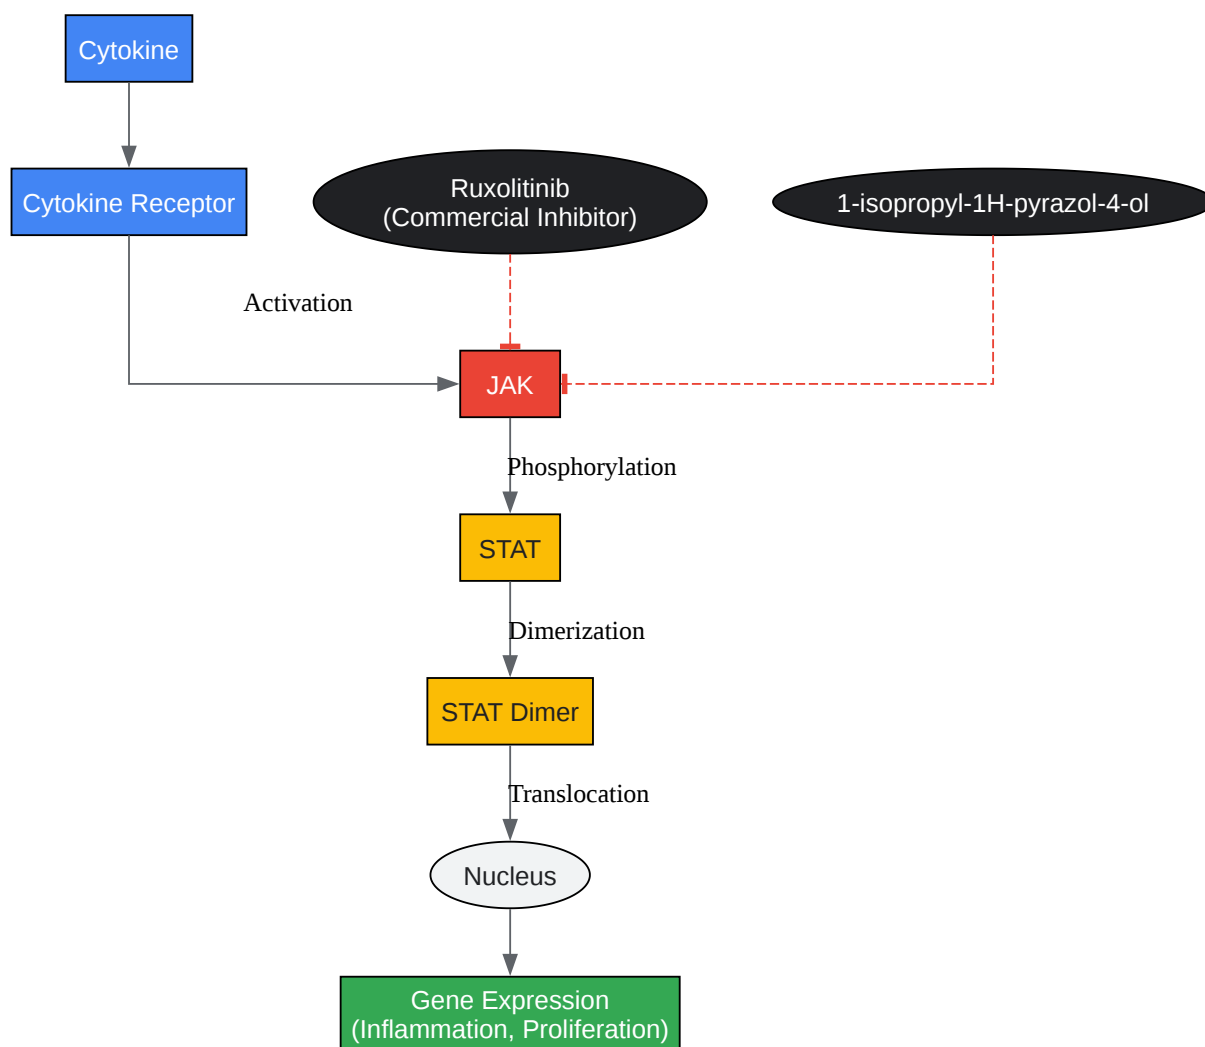 Cytokine
Cytokine Receptor
Ruxolitinib
(Commercial Inhibitor)
1-isopropyl-1H-pyrazol-4-ol
Activation
JAK
Phosphorylation
STAT
Dimerization
STAT Dimer
Translocation
Nucleus
Gene Expression
(Inflammation, Proliferation)